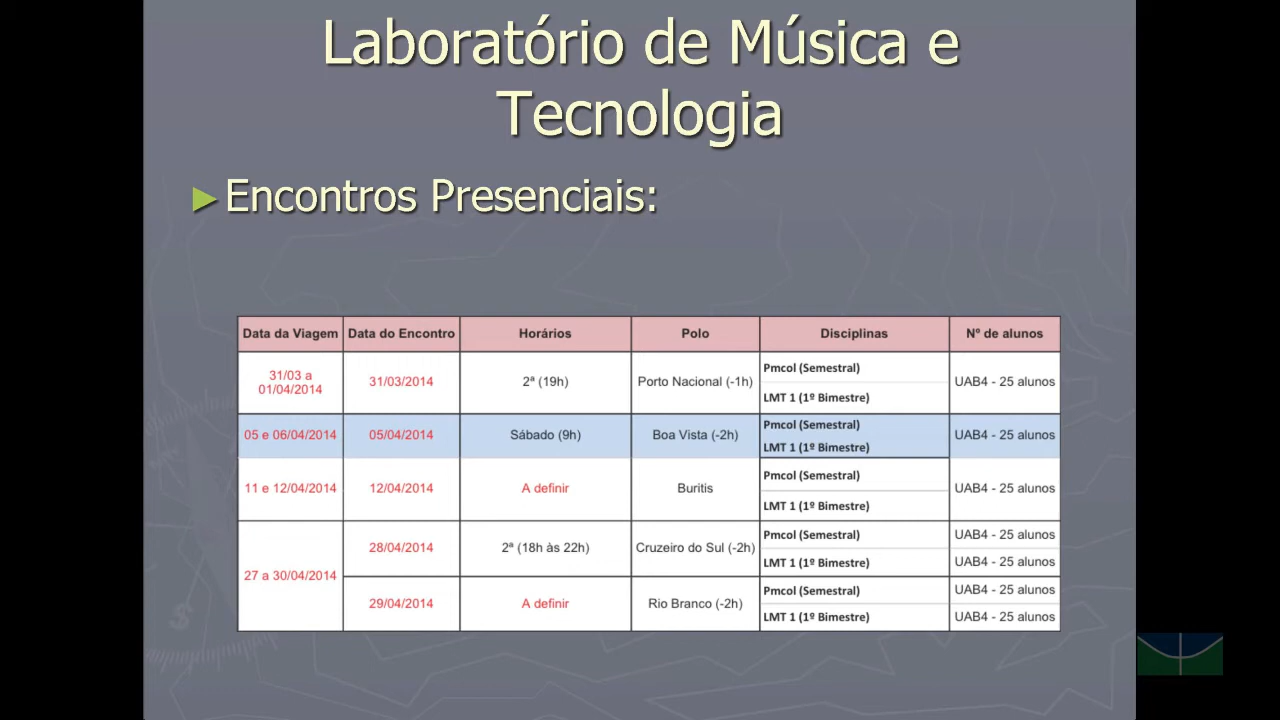 Laboratório de Música e
Tecnologia
Encontros Presenciais:
Data da Viagem Data do Encontro Horários Polo Disciplinas Nº de alunos
31/03 a
01/04/2014
31/03/2014 2ª (19h) Porto Nacional (-1h)
Pmcol (Semestral)
LMT 1 (1º Bimestre)
UAB4 - 25 alunos
05 e 06/04/2014 05/04/2014 Sábado (9h) Boa Vista (-2h)
Pmcol (Semestral)
LMT 1 (1º Bimestre)
UAB4 - 25 alunos
11 e 12/04/2014 12/04/2014 A definir Buritis
Pmcol (Semestral)
LMT 1 (1º Bimestre)
UAB4 - 25 alunos
27 a 30/04/2014
28/04/2014 2ª (18h às 22h) Cruzeiro do Sul (-2h)
Pmcol (Semestral) UAB4 - 25 alunos
LMT 1 (1º Bimestre) UAB4 - 25 alunos
29/04/2014 A definir Rio Branco (-2h)
Pmcol (Semestral) UAB4 - 25 alunos
LMT 1 (1º Bimestre) UAB4 - 25 alunos